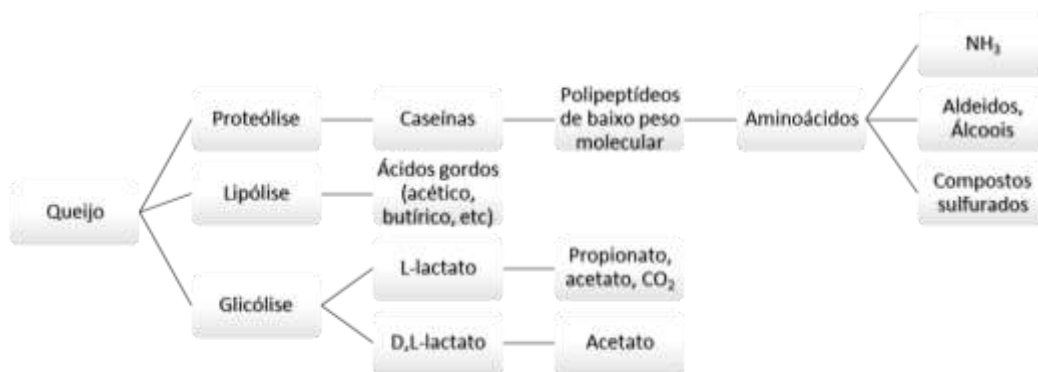 Queijo
Proteólise
Caseínas
Polipeptídeos
de baixo peso
molecular
Aminoácidos
NH₃
Aldeidos,
Álcoois
Compostos
sulfurados
Lipólise
Ácidos gordos
(acético,
butírico, etc)
Glicólise
L-lactato
Propionato,
acetato, CO₂
D,L-lactato
Acetato